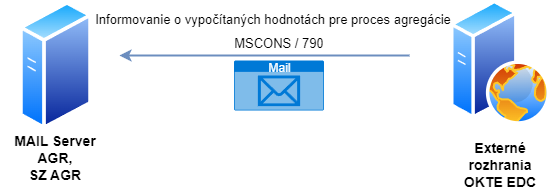 Informovanie o vypočítaných hodnotách pre proces agregácie
MSCONS / 790
Mail
MAIL Server
AGR,
SZ AGR
Externé
rozhrania
OKTE EDC